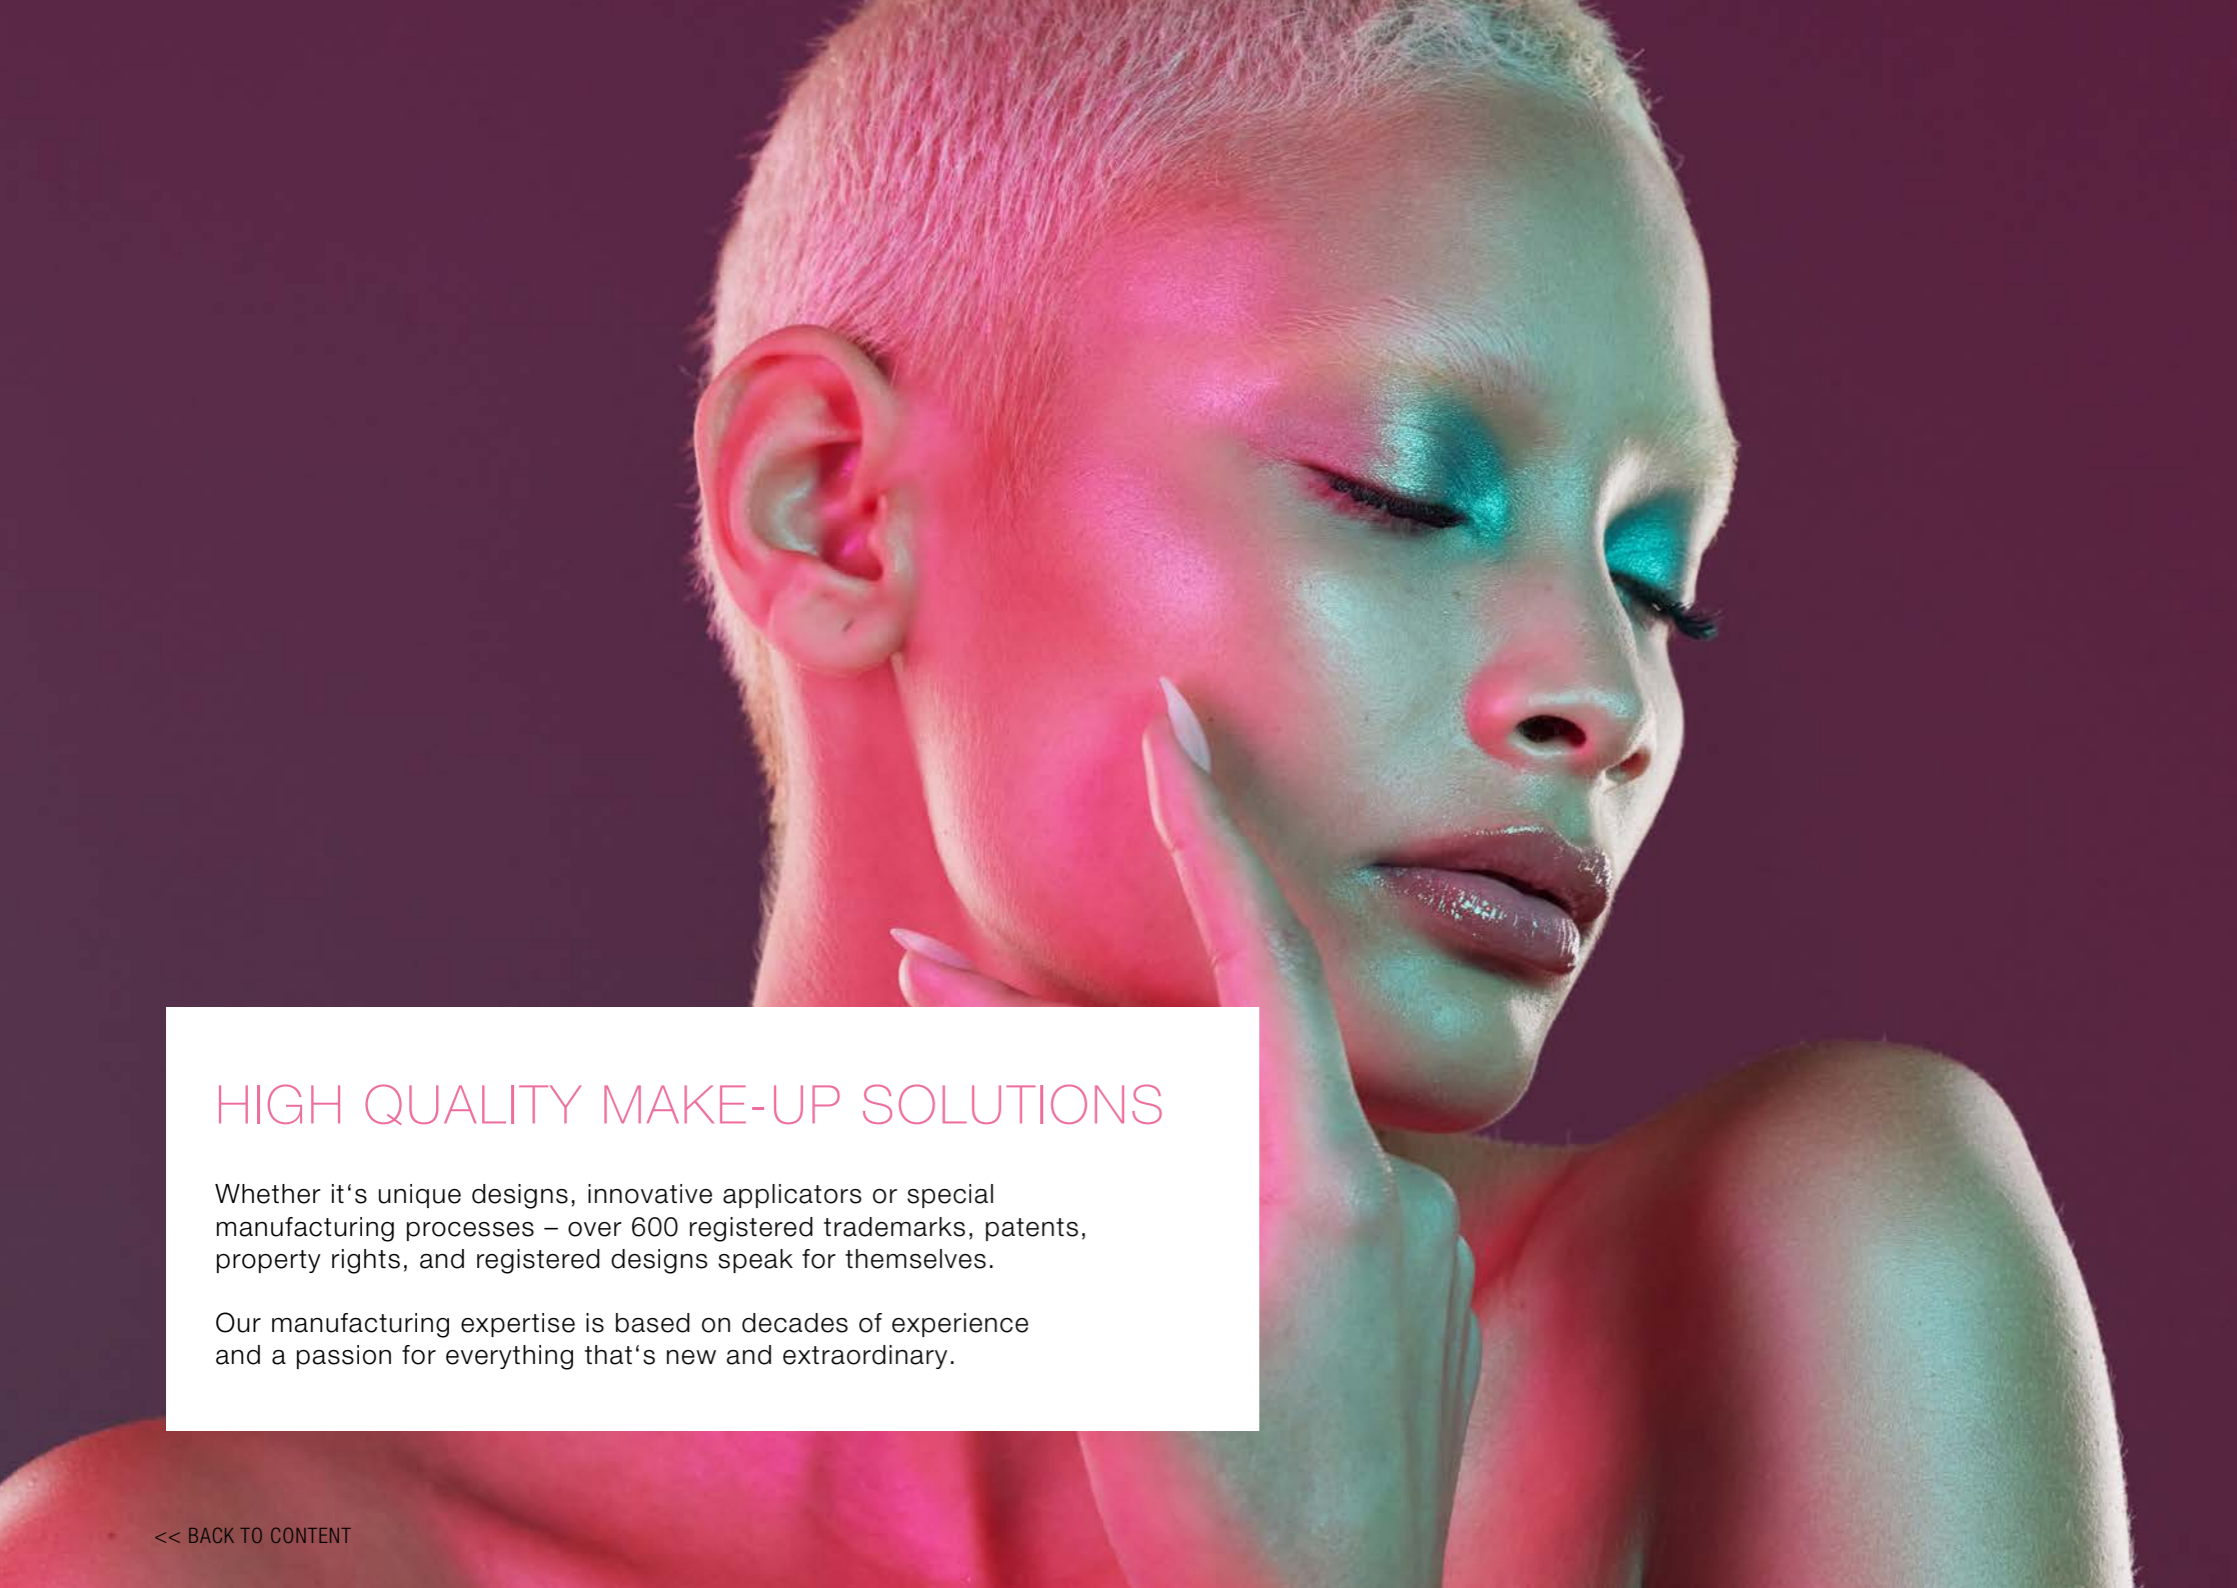 HIGH QUALITY MAKE-UP SOLUTIONS
Whether it‘s unique designs, innovative applicators or special
manufacturing processes – over 600 registered trademarks, patents,
property rights, and registered designs speak for themselves.
Our manufacturing expertise is based on decades of experience
and a passion for everything that‘s new and extraordinary.
<< BACK TO CONTENT